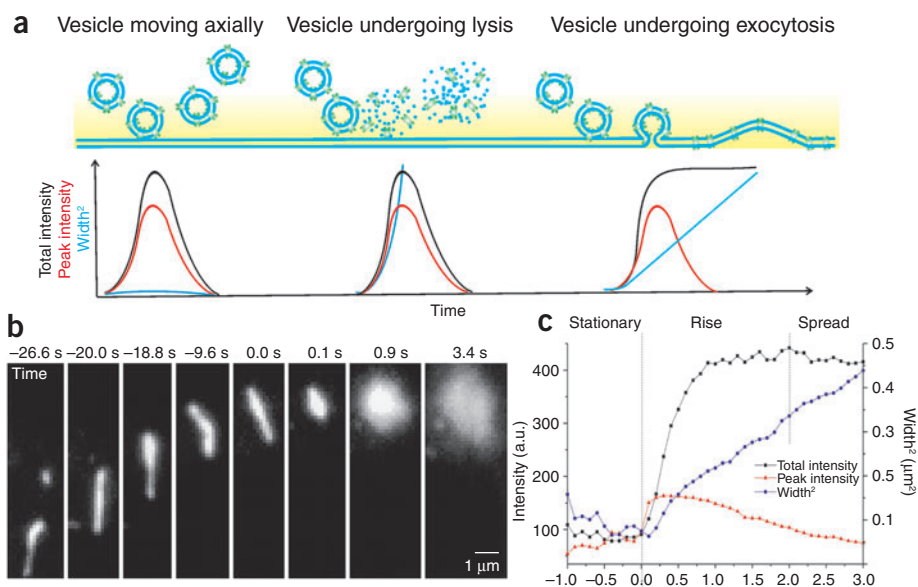 a
Vesicle moving axially
Vesicle undergoing lysis
Vesicle undergoing exocytosis
Total intensity
Peak intensity
Width²
Time
b
−26.6 s −20.0 s −18.8 s −9.6 s 0.0 s 0.1 s 0.9 s 3.4 s
Time
1 μm
c
Stationary Rise Spread
Intensity (a.u.)
400
300
200
100
Width² (μm²)
0.5
0.4
0.3
0.5
0.1
Total intensity
Peak intensity
Width²
−1.0 −0.5 0.0 0.5 1.0 1.5 2.0 2.5 3.0